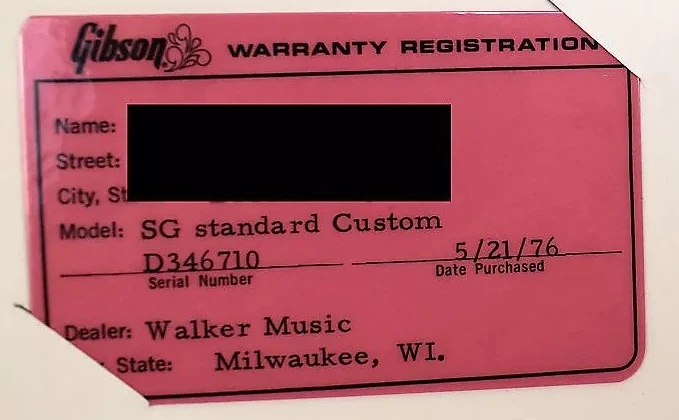 Gibson WARRANTY REGISTRATION
Name:
Street:
City, St
Model: SG standard Custom
D346710 5/21/76
Serial Number Date Purchased
Dealer: Walker Music
State: Milwaukee, WI.